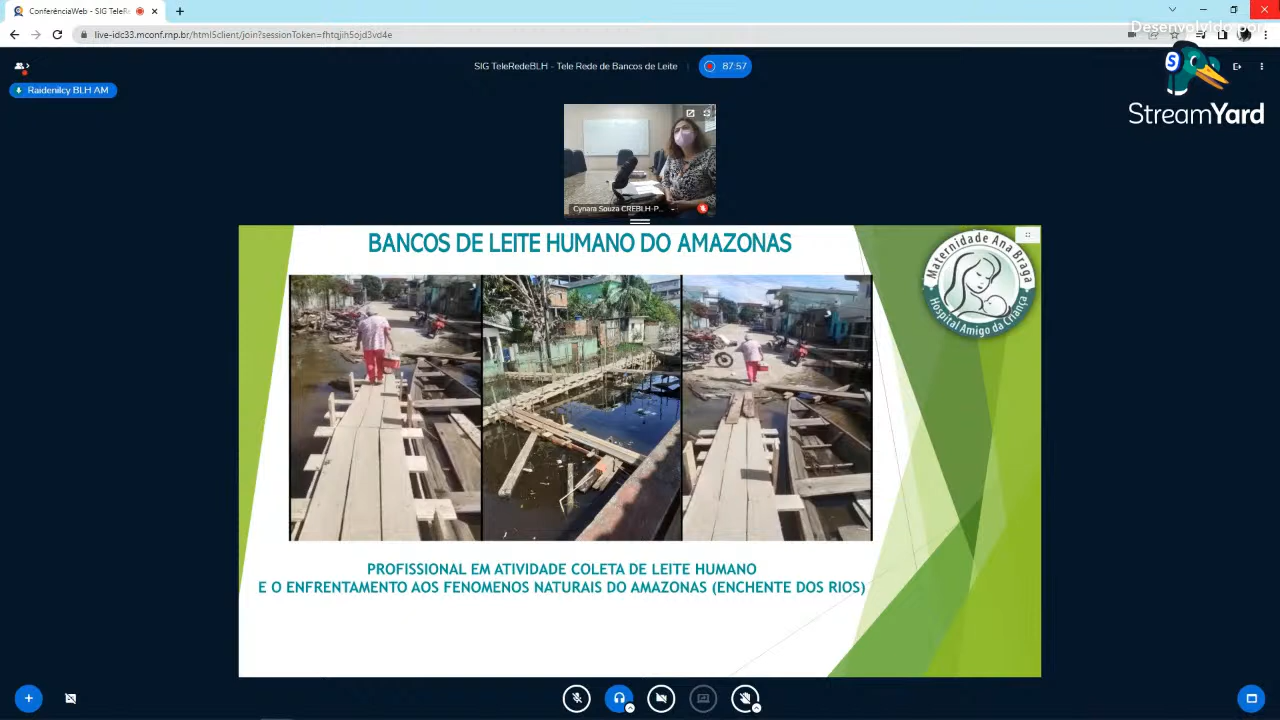 ConferênciaWeb - SIG TeleR
live-idc33.mconf.rnp.br/html5client/join?sessionToken=fhtqjih5ojd3vd4e
Desenvolvido por
StreamYard
SIG TeleRedeBLH - Tele Rede de Bancos de Leite
87:57
Raidenilcy BLH AM
Cynara Souza CREBLH-P...
BANCOS DE LEITE HUMANO DO AMAZONAS
Maternidade Ana Braga
Hospital Amigo da Criança
PROFISSIONAL EM ATIVIDADE COLETA DE LEITE HUMANO
E O ENFRENTAMENTO AOS FENOMENOS NATURAIS DO AMAZONAS (ENCHENTE DOS RIOS)